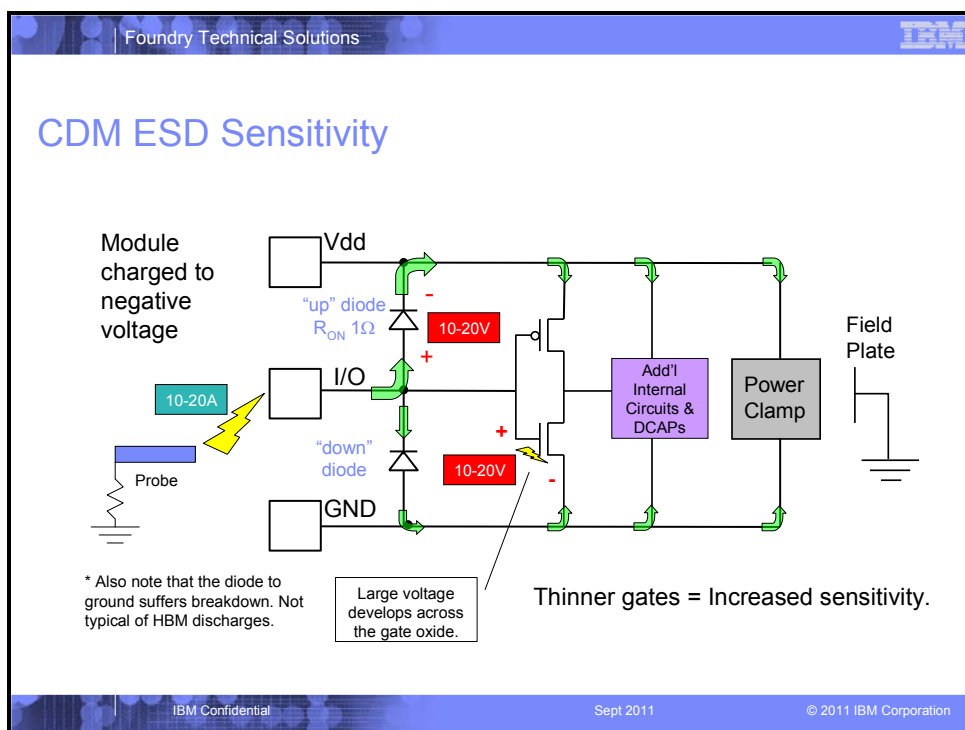 Foundry Technical Solutions
IBM
CDM ESD Sensitivity
Module
charged to
negative
voltage
Vdd
“up” diode
RON 1Ω
-
10-20V
+
I/O
10-20A
Probe
“down”
diode
+
10-20V
-
GND
Add’l
Internal
Circuits &
DCAPs
Power
Clamp
Field
Plate
* Also note that the diode to
ground suffers breakdown. Not
typical of HBM discharges.
Large voltage
develops across
the gate oxide.
Thinner gates = Increased sensitivity.
IBM Confidential
Sept 2011
© 2011 IBM Corporation